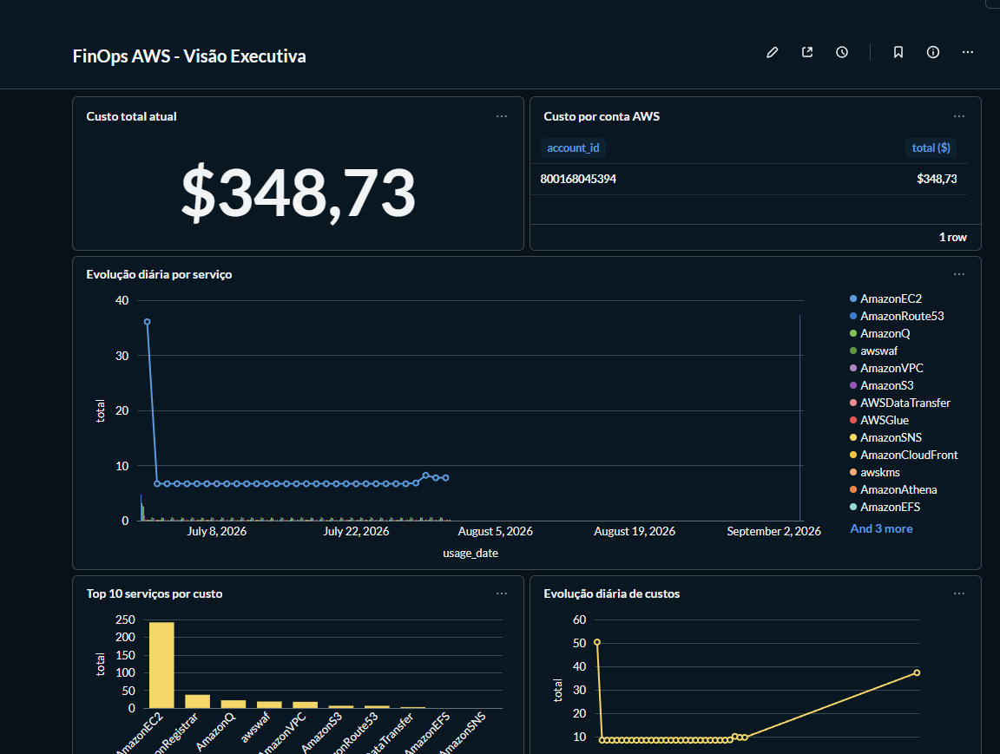 FinOps AWS - Visão Executiva
Custo total atual
$348,73
Custo por conta AWS
account_id total ($)
800168045394 $348,73
1 row
Evolução diária por serviço
40
30
20
10
0
total
July 8, 2026 July 22, 2026 August 5, 2026 August 19, 2026 September 2, 2026
usage_date
AmazonEC2
AmazonRoute53
AmazonQ
awswaf
AmazonVPC
AmazonS3
AWSDataTransfer
AWSGlue
AmazonSNS
AmazonCloudFront
awskms
AmazonAthena
AmazonEFS
And 3 more
Top 10 serviços por custo
250
200
150
100
50
0
total
AmazonEC2
onRegistrar
AmazonQ
awswaf
AmazonVPC
AmazonS3
onRoute53
DataTransfer
AmazonEFS
AmazonSNS
Evolução diária de custos
60
50
40
30
20
10
total